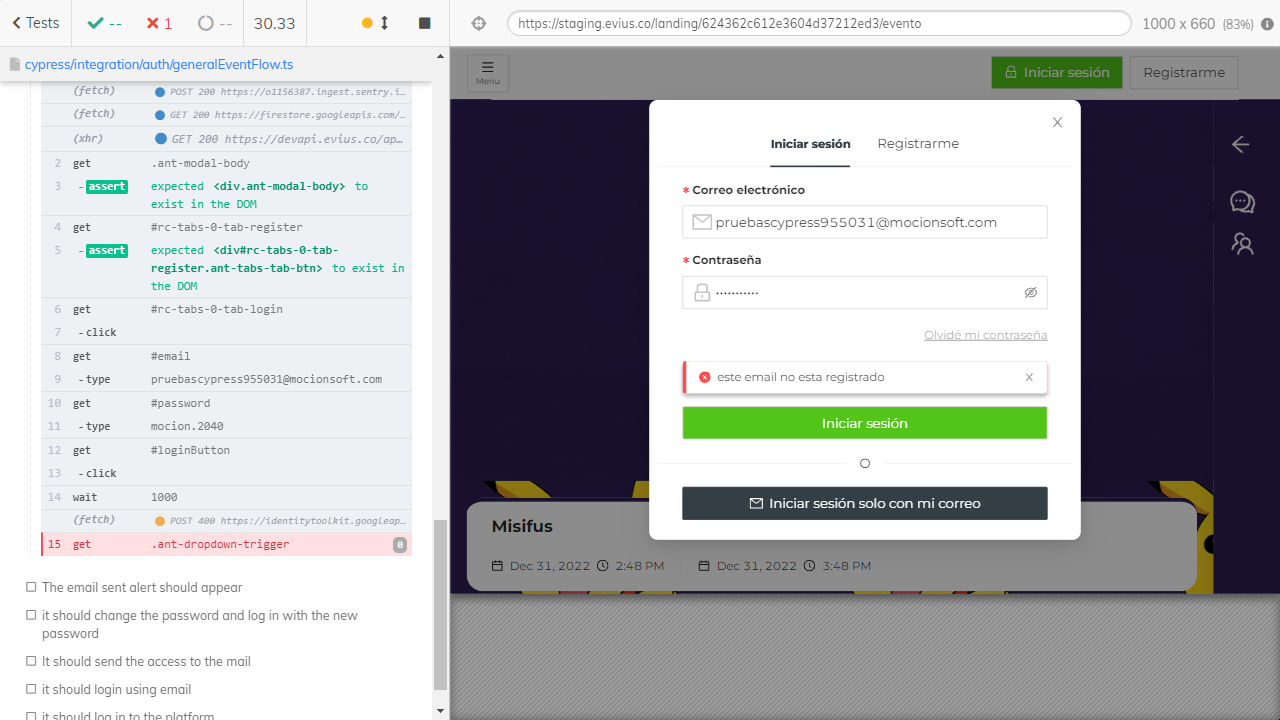 Tests
--
1
--
30.33
https://staging.evius.co/landing/624362c612e3604d37212ed3/evento
1000 x 660 (83%)
cypress/integration/auth/generalEventFlow.ts
(fetch) POST 200 https://o1156387.ingest.sentry.i...
(fetch) GET 200 https://firestore.googleapis.com/...
(xhr) GET 200 https://devapi.evius.co/ap...
2 get .ant-modal-body
3 -assert expected <div.ant-modal-body> to
exist in the DOM
4 get #rc-tabs-0-tab-register
5 -assert expected <div#rc-tabs-0-tab-
register.ant-tabs-tab-btn> to exist in
the DOM
6 get #rc-tabs-0-tab-login
7 -click
8 get #email
9 -type pruebascypress955031@mocionsoft.com
10 get #password
11 -type mocion.2040
12 get #loginButton
13 -click
14 wait 1000
(fetch) POST 400 https://identitytoolkit.googleap...
15 get .ant-dropdown-trigger 0
The email sent alert should appear
it should change the password and log in with the new
password
It should send the access to the mail
it should login using email
it should log in to the platform
Menu
Iniciar sesión
Registrarme
Iniciar sesión
Registrarme
* Correo electrónico
pruebascypress955031@mocionsoft.com
* Contraseña
•••••••••••
Olvidé mi contraseña
este email no esta registrado
Iniciar sesión
O
Iniciar sesión solo con mi correo
Misifus
Dec 31, 2022 2:48 PM Dec 31, 2022 3:48 PM